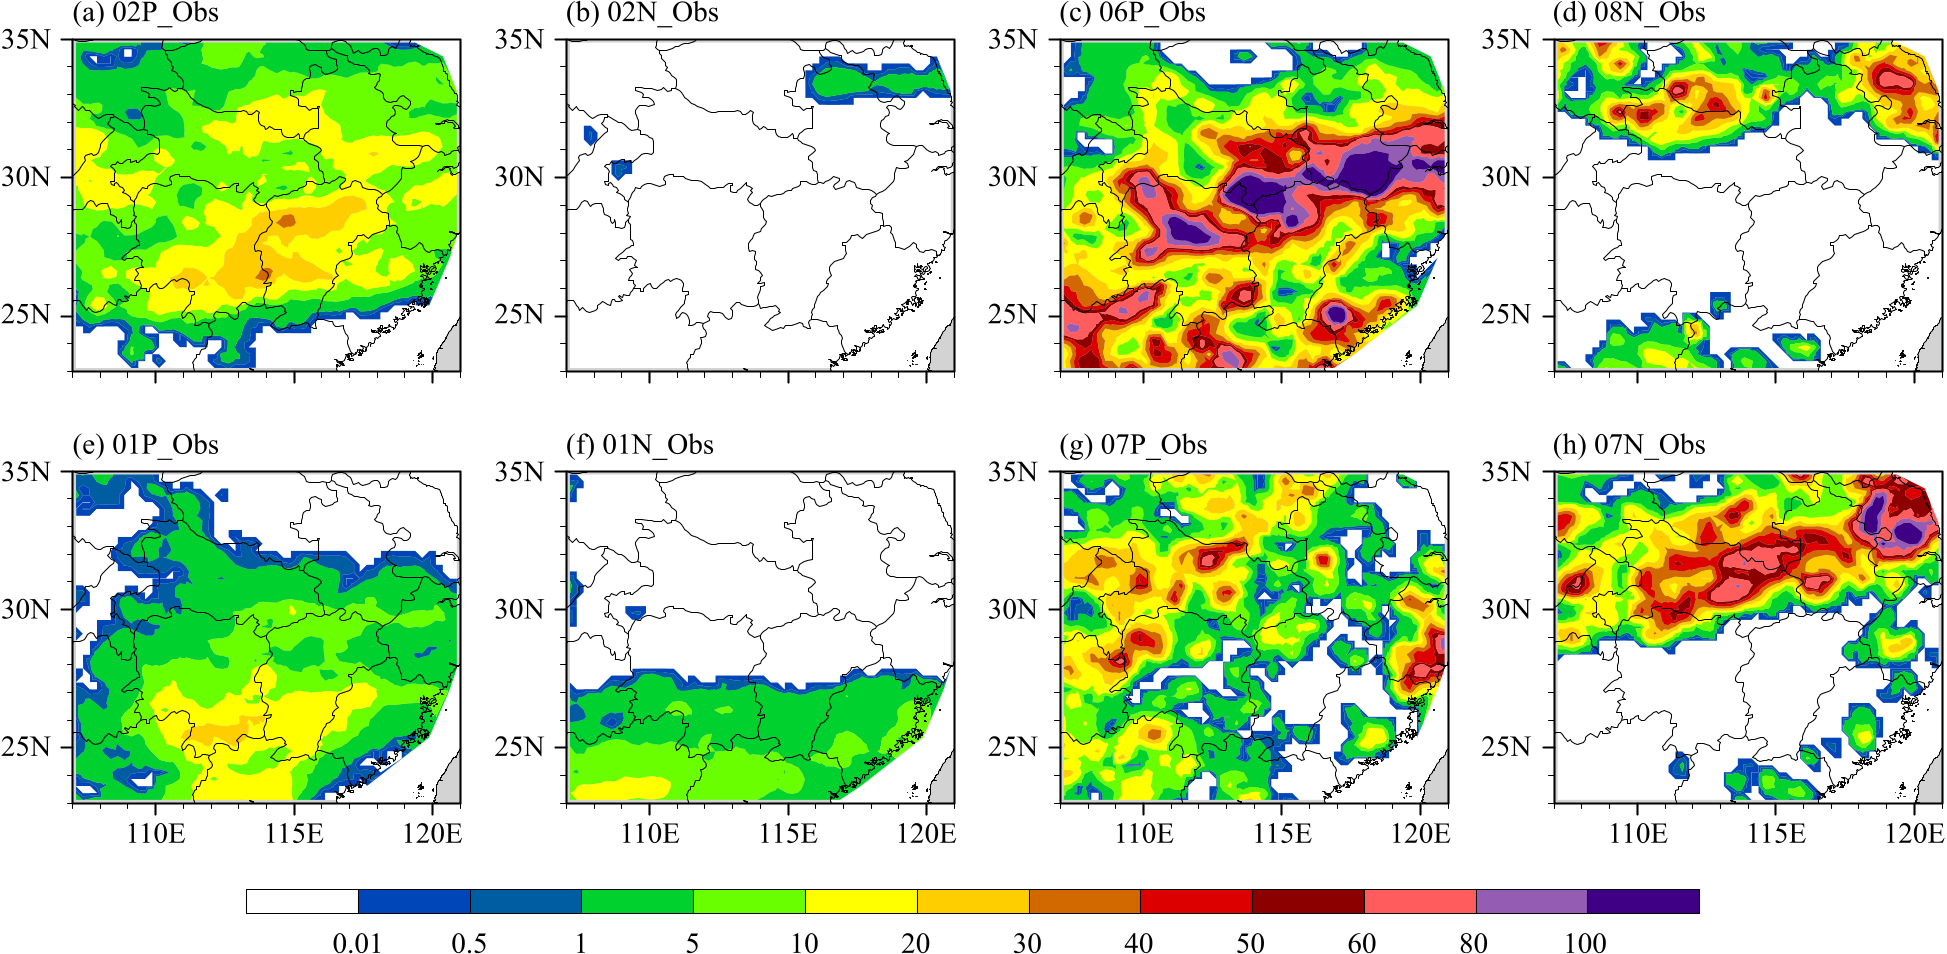 (a) 02P_Obs (b) 02N_Obs (c) 06P_Obs (d) 08N_Obs
35N 35N 35N 35N
30N 30N 30N 30N
25N 25N 25N 25N
(e) 01P_Obs (f) 01N_Obs (g) 07P_Obs (h) 07N_Obs
35N 35N 35N 35N
30N 30N 30N 30N
25N 25N 25N 25N
110E 115E 120E 110E 115E 120E 110E 115E 120E 110E 115E 120E
0.01 0.5 1 5 10 20 30 40 50 60 80 100